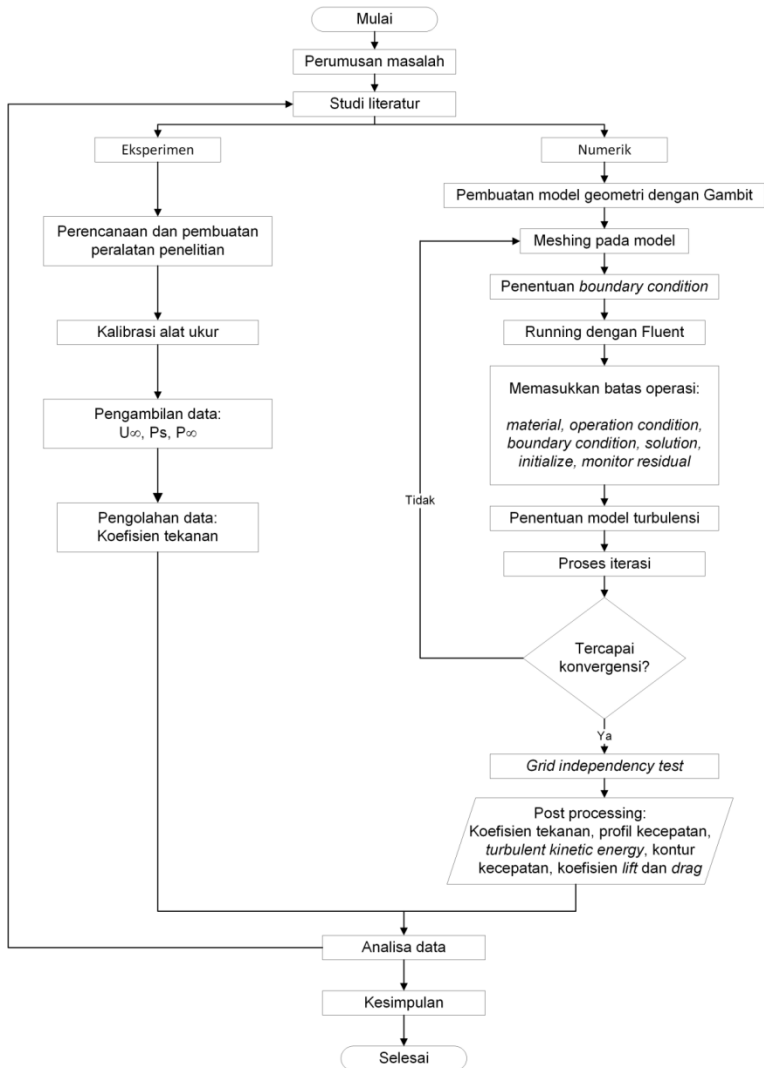 Mulai
Perumusan masalah
Studi literatur
Eksperimen
Perencanaan dan pembuatan
peralatan penelitian
Kalibrasi alat ukur
Pengambilan data:
U∞, Ps, P∞
Pengolahan data:
Koefisien tekanan
Numerik
Pembuatan model geometri dengan Gambit
Meshing pada model
Penentuan boundary condition
Running dengan Fluent
Memasukkan batas operasi:
material, operation condition,
boundary condition, solution,
initialize, monitor residual
Penentuan model turbulensi
Proses iterasi
Tercapai
konvergensi?
Tidak
Ya
Grid independency test
Post processing:
Koefisien tekanan, profil kecepatan,
turbulent kinetic energy, kontur
kecepatan, koefisien lift dan drag
Analisa data
Kesimpulan
Selesai